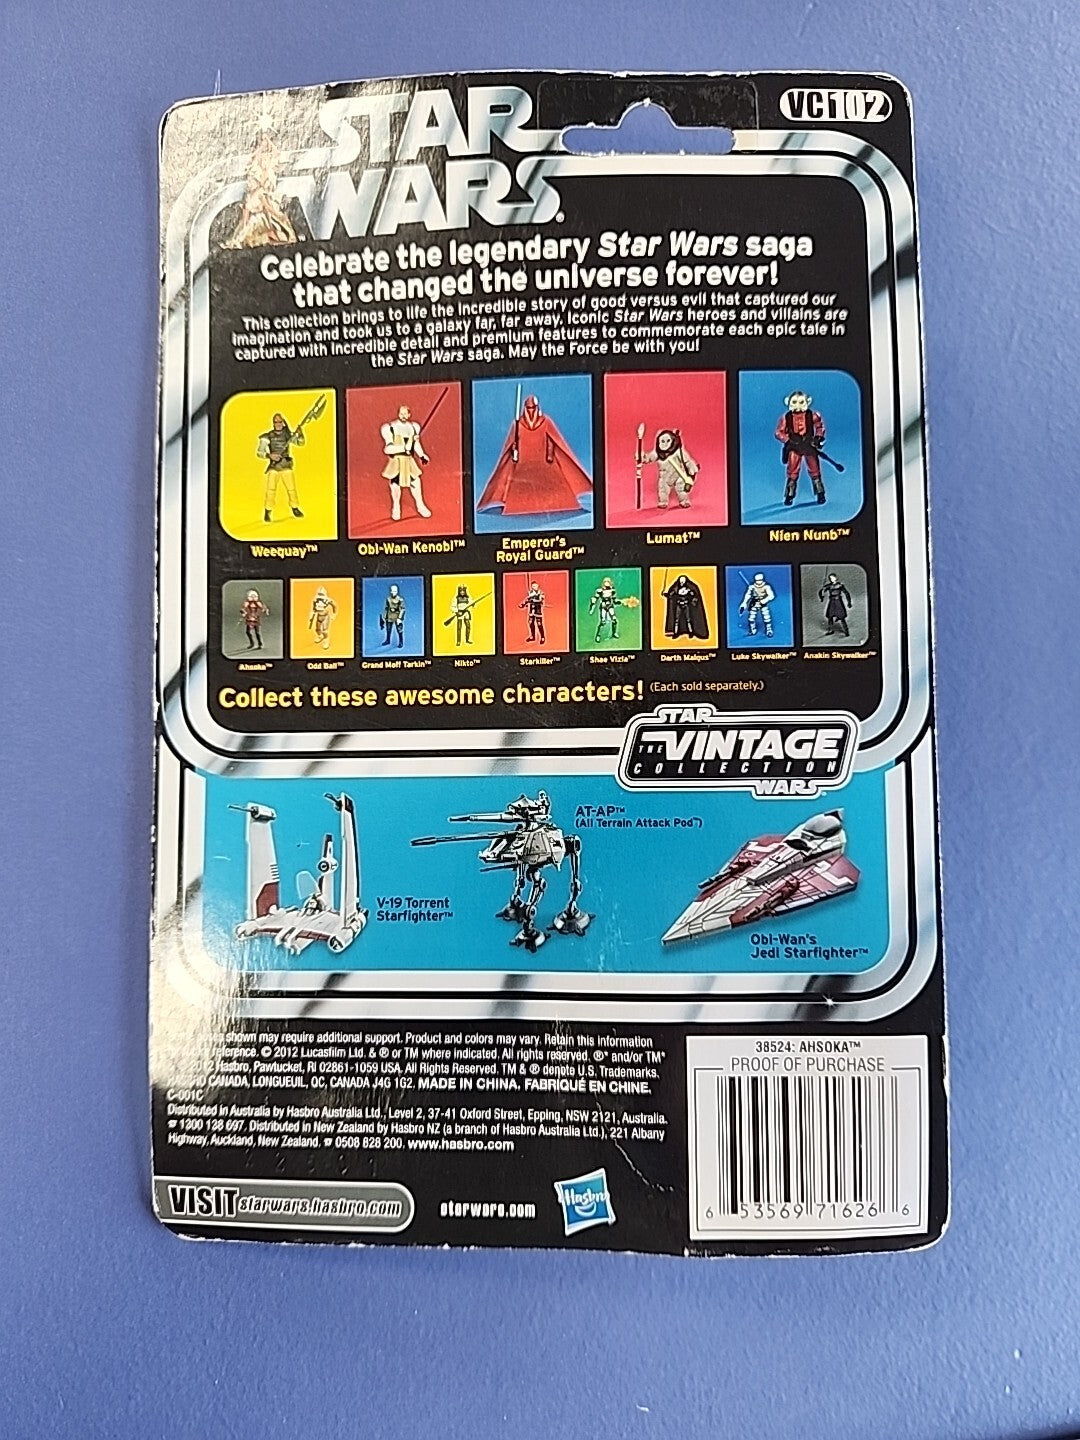 VC102
STAR
WARS
Celebrate the legendary Star Wars saga
that changed the universe forever!
This collection brings to life the incredible story of good versus evil that captured our
imagination and took us to a galaxy far, far away. Iconic Star Wars heroes and villains are
captured with incredible detail and premium features to commemorate each epic tale in
the Star Wars saga. May the Force be with you!
Weequay™
Obi-Wan Kenobi™
Emperor's
Royal Guard™
Lumat™
Nien Nunb™
Ahsoka™
Odd Ball™
Grand Moff Tarkin™
Nikto™
Starkiller™
Shae Vizla™
Darth Malgus™
Luke Skywalker™
Anakin Skywalker™
Collect these awesome characters! (Each sold separately.)
STAR
THE VINTAGE
COLLECTION
WARS
V-19 Torrent
Starfighter™
AT-AP™
(All Terrain Attack Pod™)
Obi-Wan's
Jedi Starfighter™
shown may require additional support. Product and colors may vary. Retain this information
reference. © 2012 Lucasfilm Ltd. & ® or TM where indicated. All rights reserved. ®* and/or TM*
2012 Hasbro, Pawtucket, RI 02861-1059 USA. All Rights Reserved. TM & ® denote U.S. Trademarks.
CANADA, LONGUEUIL, QC, CANADA J4G 1G2. MADE IN CHINA. FABRIQUÉ EN CHINE.
C-001C
Distributed in Australia by Hasbro Australia Ltd., Level 2, 37-41 Oxford Street, Epping, NSW 2121, Australia.
☎ 1300 138 697. Distributed in New Zealand by Hasbro NZ (a branch of Hasbro Australia Ltd.), 221 Albany
Highway, Auckland, New Zealand. ☎ 0508 828 200. www.hasbro.com
VISIT starwars.hasbro.com
starwars.com
Hasbro
38524: AHSOKA™
PROOF OF PURCHASE
6 53569 71626 6